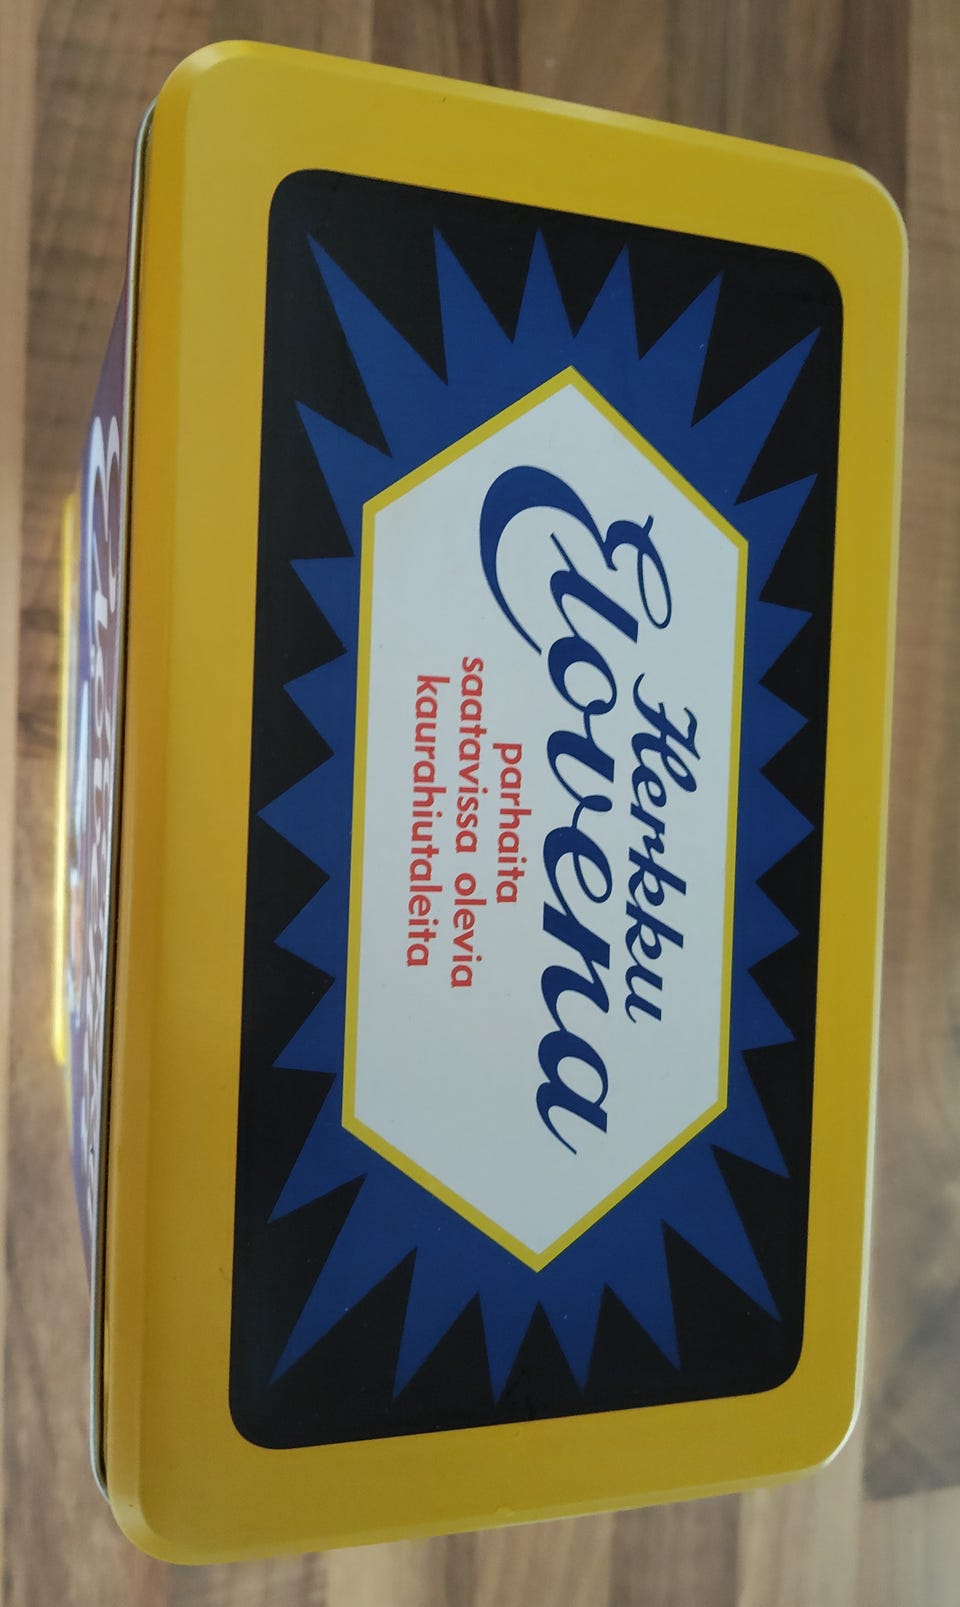 Herkku
Elovena
parhaita
saatavissa olevia
kaurahiutaleita